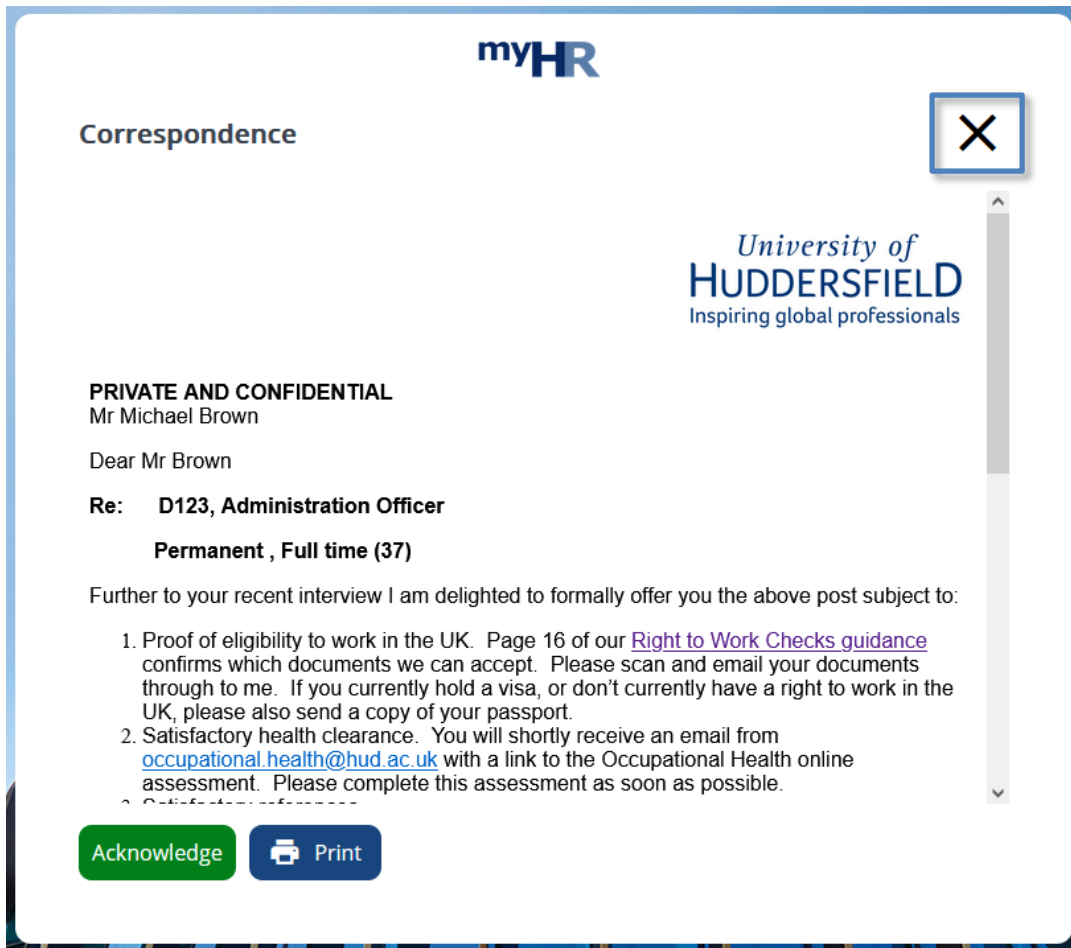 myHR
Correspondence
University of
HUDDERSFIELD
Inspiring global professionals
PRIVATE AND CONFIDENTIAL
Mr Michael Brown
Dear Mr Brown
Re: D123, Administration Officer
Permanent , Full time (37)
Further to your recent interview I am delighted to formally offer you the above post subject to:
1. Proof of eligibility to work in the UK. Page 16 of our Right to Work Checks guidance
confirms which documents we can accept. Please scan and email your documents
through to me. If you currently hold a visa, or don't currently have a right to work in the
UK, please also send a copy of your passport.
2. Satisfactory health clearance. You will shortly receive an email from
occupational.health@hud.ac.uk with a link to the Occupational Health online
assessment. Please complete this assessment as soon as possible.
Acknowledge
Print